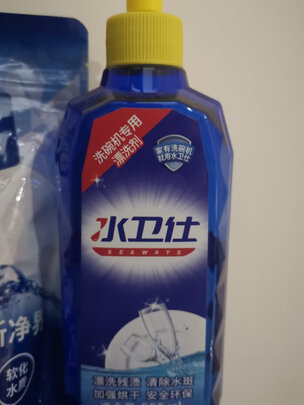 洗碗机专用
漂洗剂
家有洗碗机
就用水卫仕
水卫仕
SEAWAYS
漂洗残渍 清除水斑
加强烘干 安全环保
软化
水质